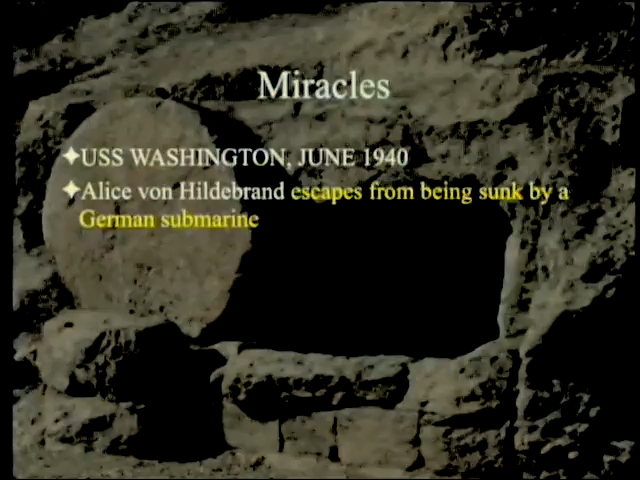 Miracles
✦USS WASHINGTON, JUNE 1940
✦Alice von Hildebrand escapes from being sunk by a
German submarine